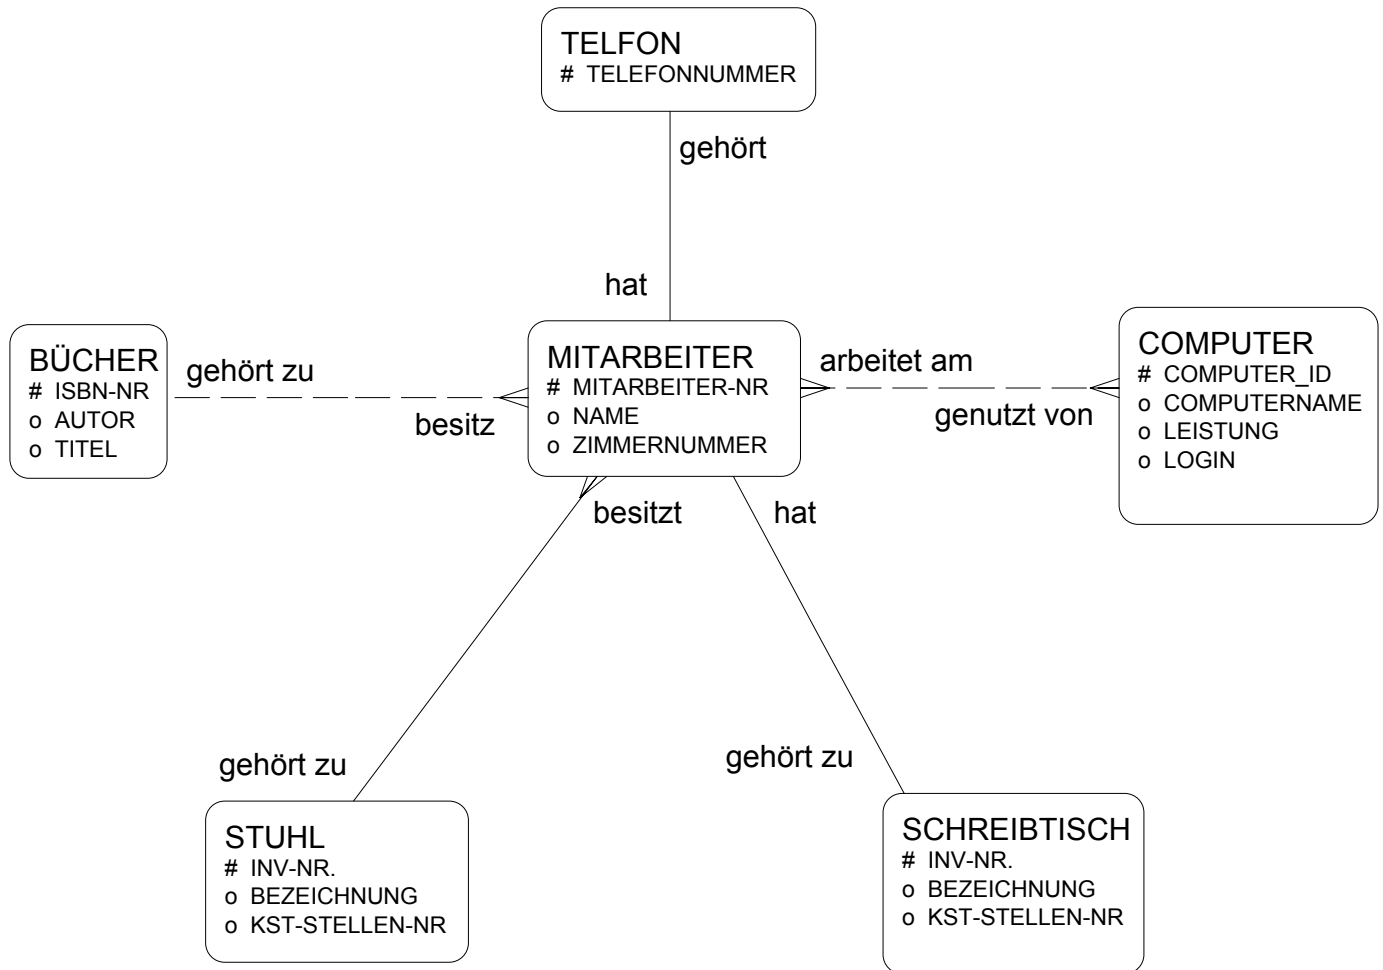 TELFON
# TELEFONNUMMER
gehört
hat
BÜCHER
# ISBN-NR
o AUTOR
o TITEL
gehört zu
besitz
MITARBEITER
# MITARBEITER-NR
o NAME
o ZIMMERNUMMER
arbeitet am
genutzt von
COMPUTER
# COMPUTER_ID
o COMPUTERNAME
o LEISTUNG
o LOGIN
besitzt
hat
gehört zu
gehört zu
STUHL
# INV-NR.
o BEZEICHNUNG
o KST-STELLEN-NR
SCHREIBTISCH
# INV-NR.
o BEZEICHNUNG
o KST-STELLEN-NR